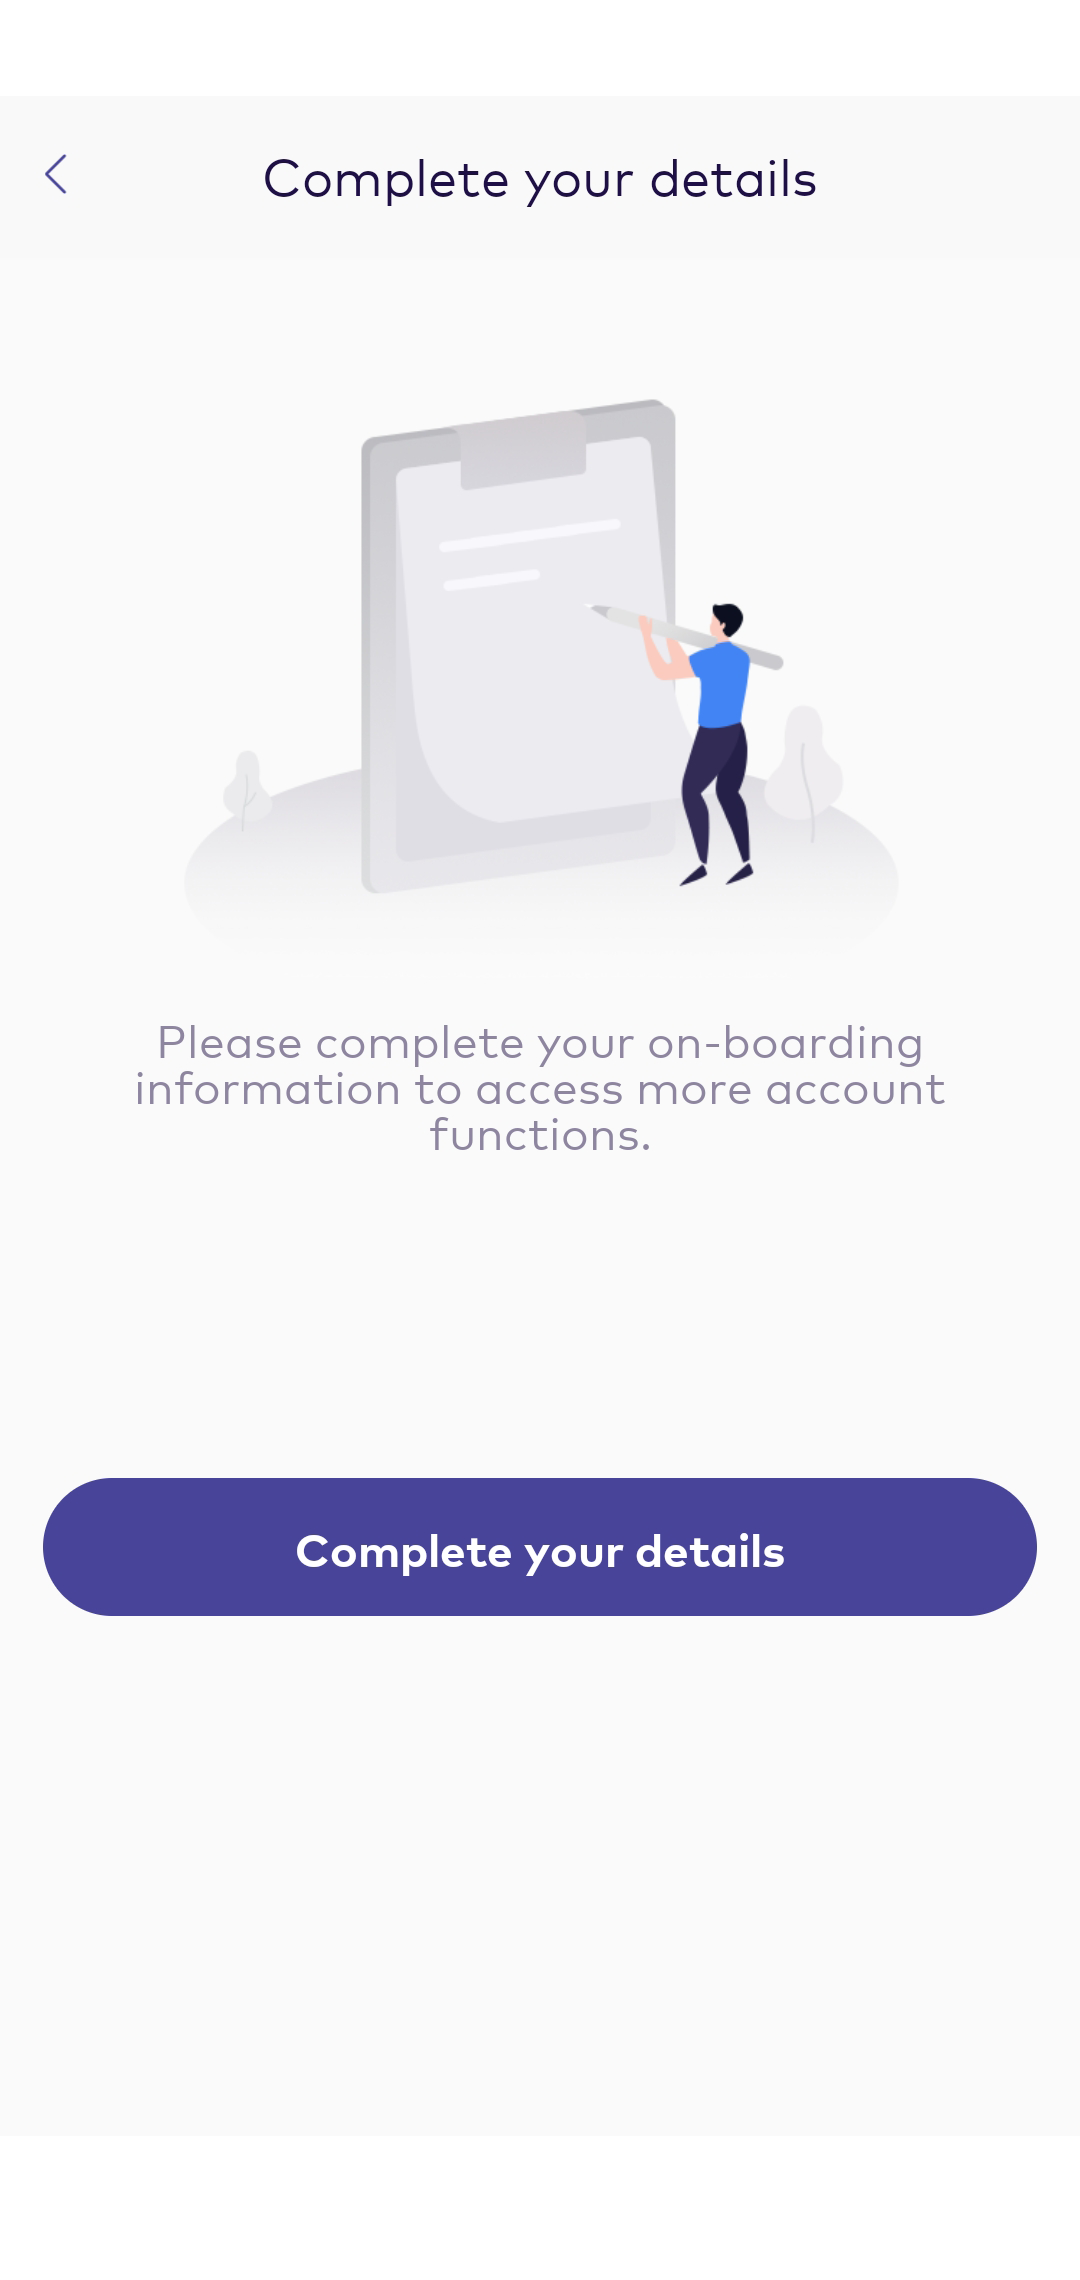 Complete your details
Please complete your on-boarding
information to access more account
functions.
Complete your details